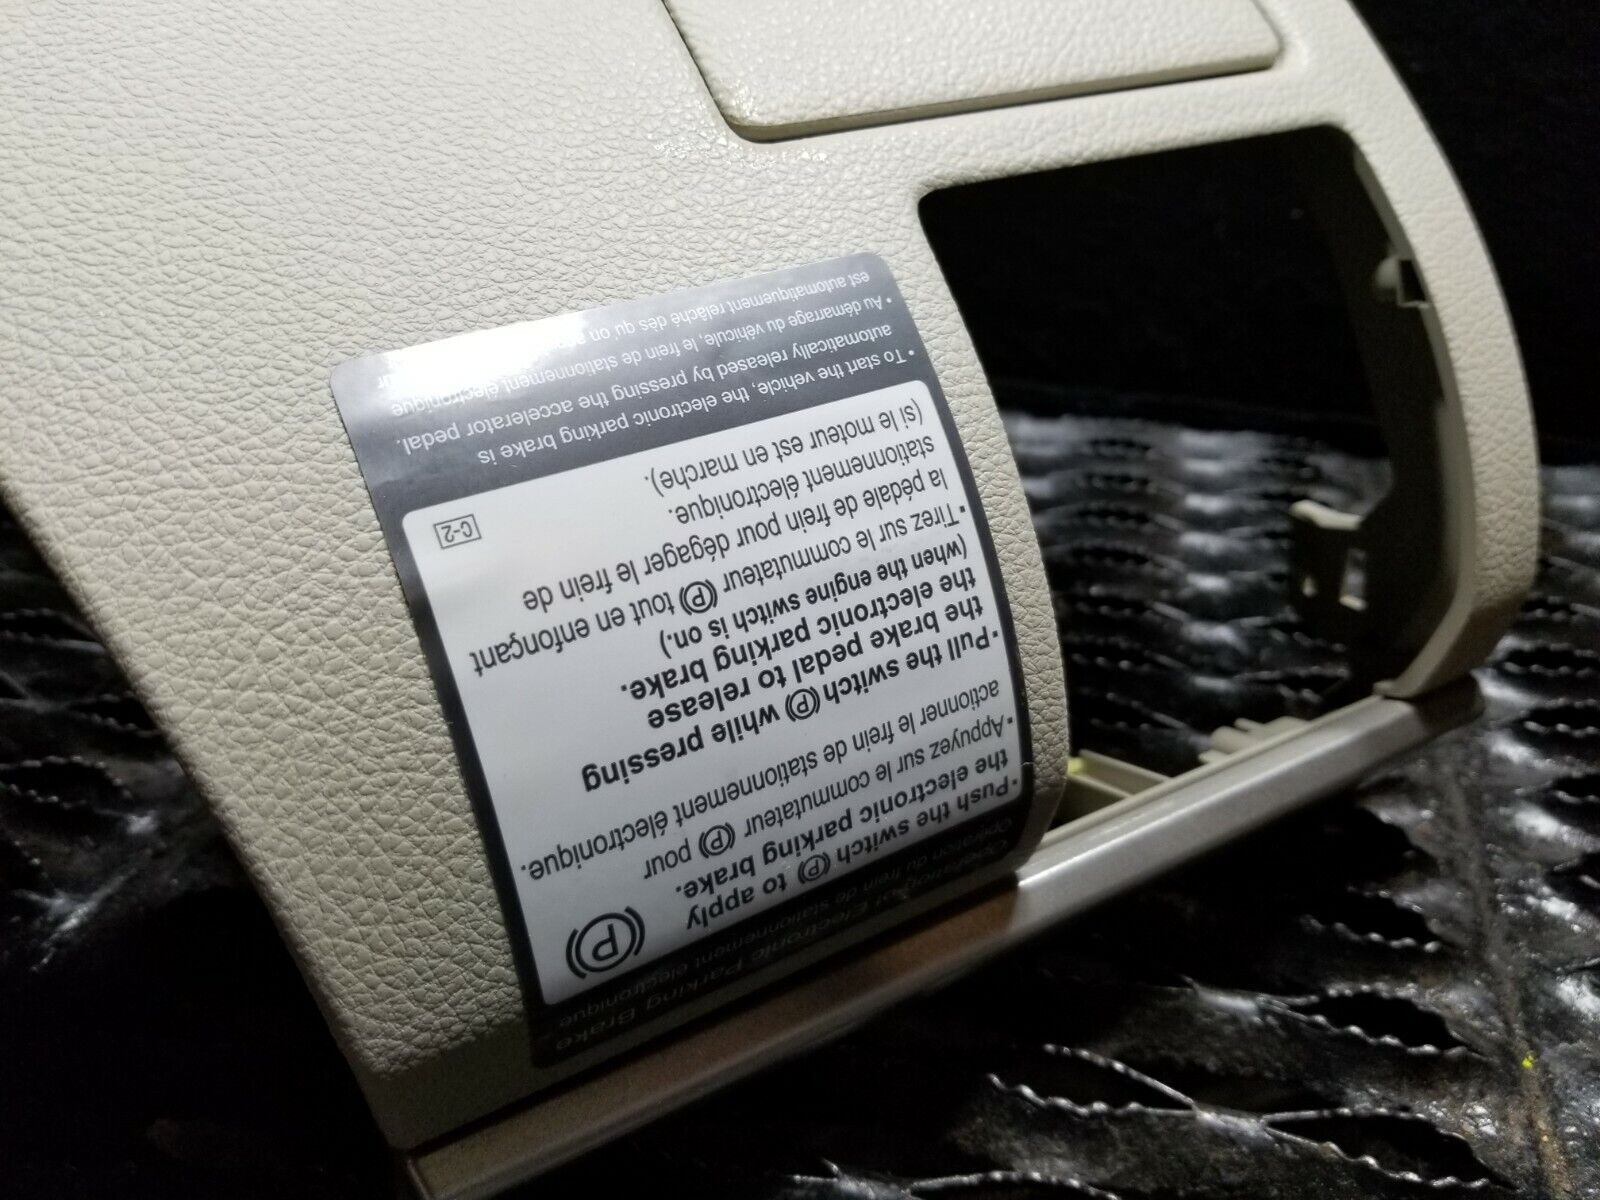 Operation of Electronic Parking Brake
Opération du frein de stationnement électronique
(P)
• Push the switch (P) to apply
the electronic parking brake.
• Appuyez sur le commutateur (P) pour
actionner le frein de stationnement électronique.
• Pull the switch (P) while pressing
the brake pedal to release
the electronic parking brake.
(when the engine switch is on.)
• Tirez sur le commutateur (P) tout en enfonçant
la pédale de frein pour dégager le frein de
stationnement électronique.
(si le moteur est en marche).
C-2
• To start the vehicle, the electronic parking brake is
automatically released by pressing the accelerator pedal.
• Au démarrage du véhicule, le frein de stationnement électronique
est automatiquement relâché dès qu'on